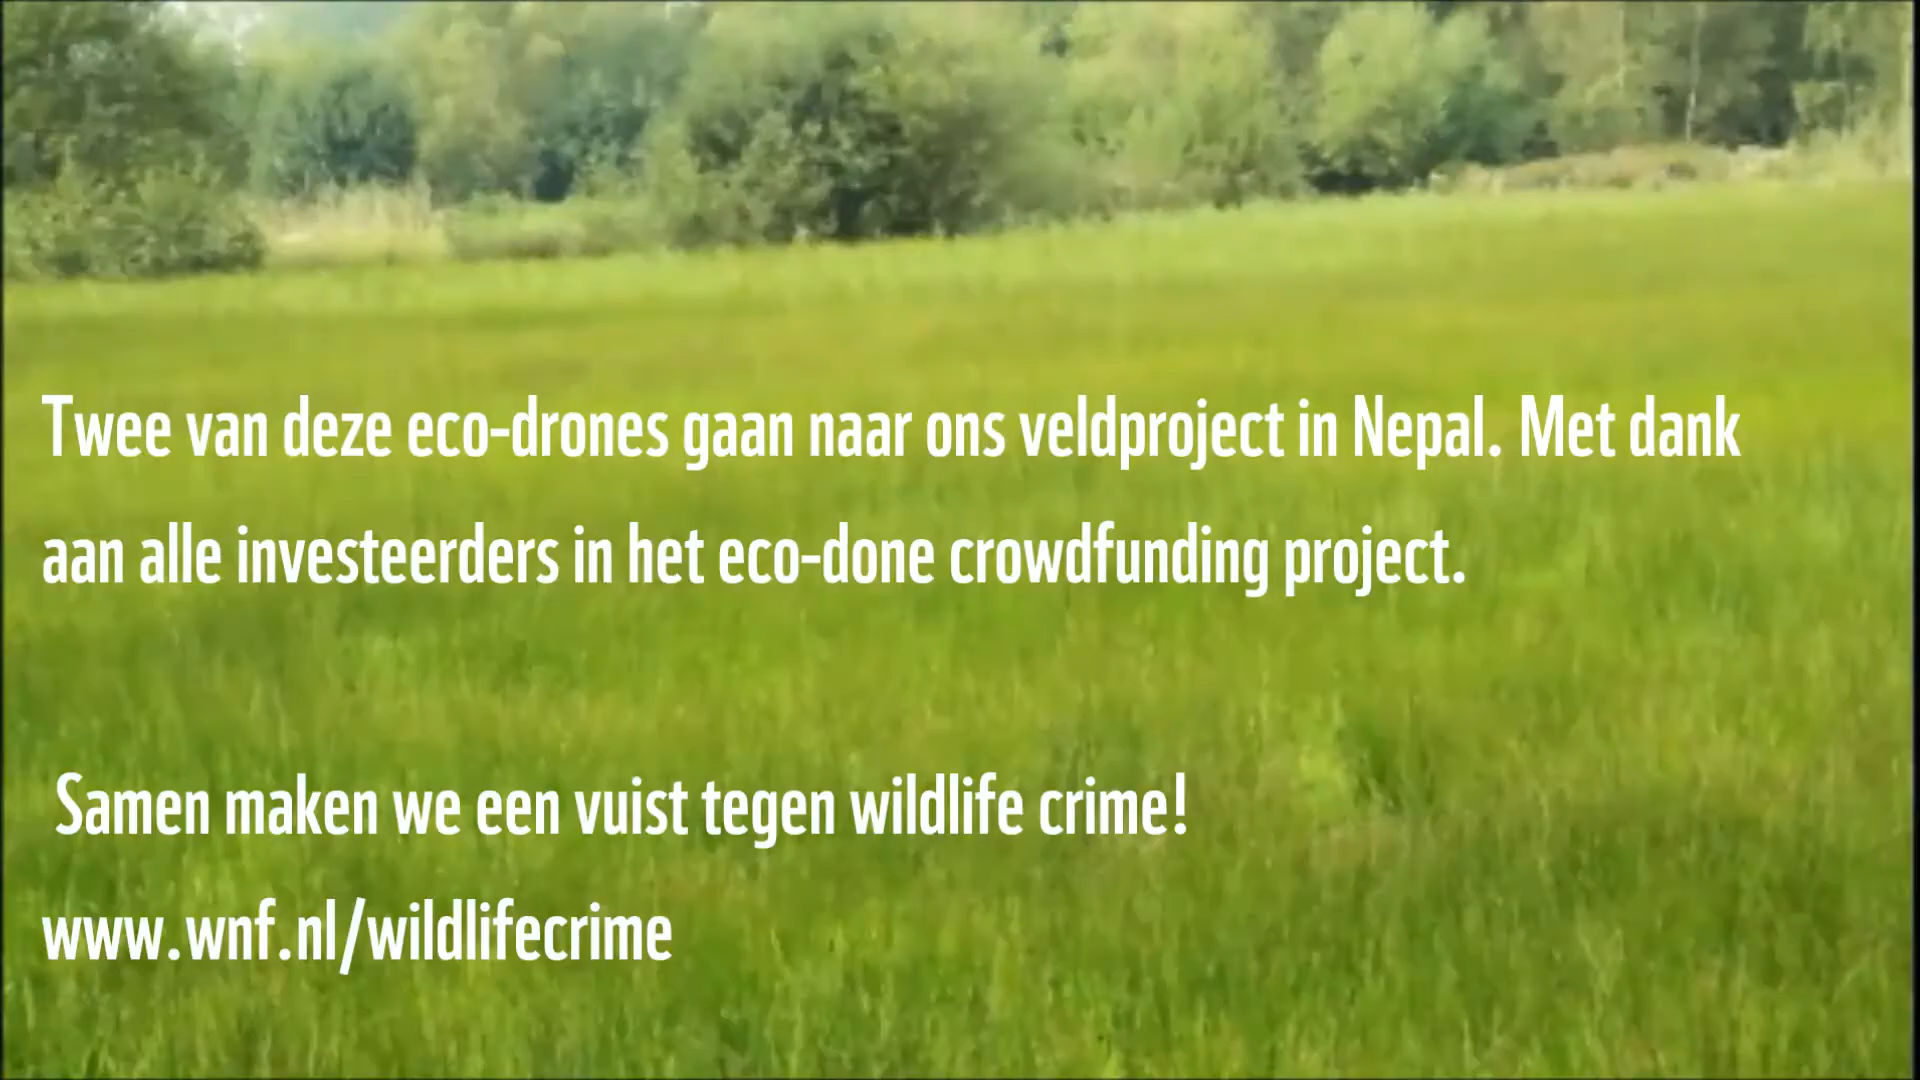 Twee van deze eco-drones gaan naar ons veldproject in Nepal. Met dank
aan alle investeerders in het eco-done crowdfunding project.
Samen maken we een vuist tegen wildlife crime!
www.wnf.nl/wildlifecrime